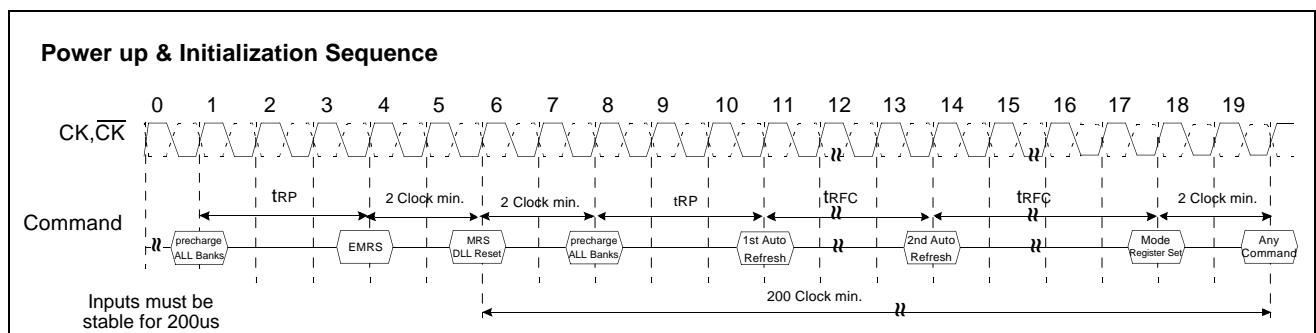 Power up & Initialization Sequence
0 1 2 3 4 5 6 7 8 9 10 11 12 13 14 15 16 17 18 19
CK,CK
tRP 2 Clock min. 2 Clock min. tRP tRFC tRFC 2 Clock min.
Command
precharge
ALL Banks
EMRS
MRS
DLL Reset
precharge
ALL Banks
1st Auto
Refresh
2nd Auto
Refresh
Mode
Register Set
Any
Command
200 Clock min.
Inputs must be
stable for 200us